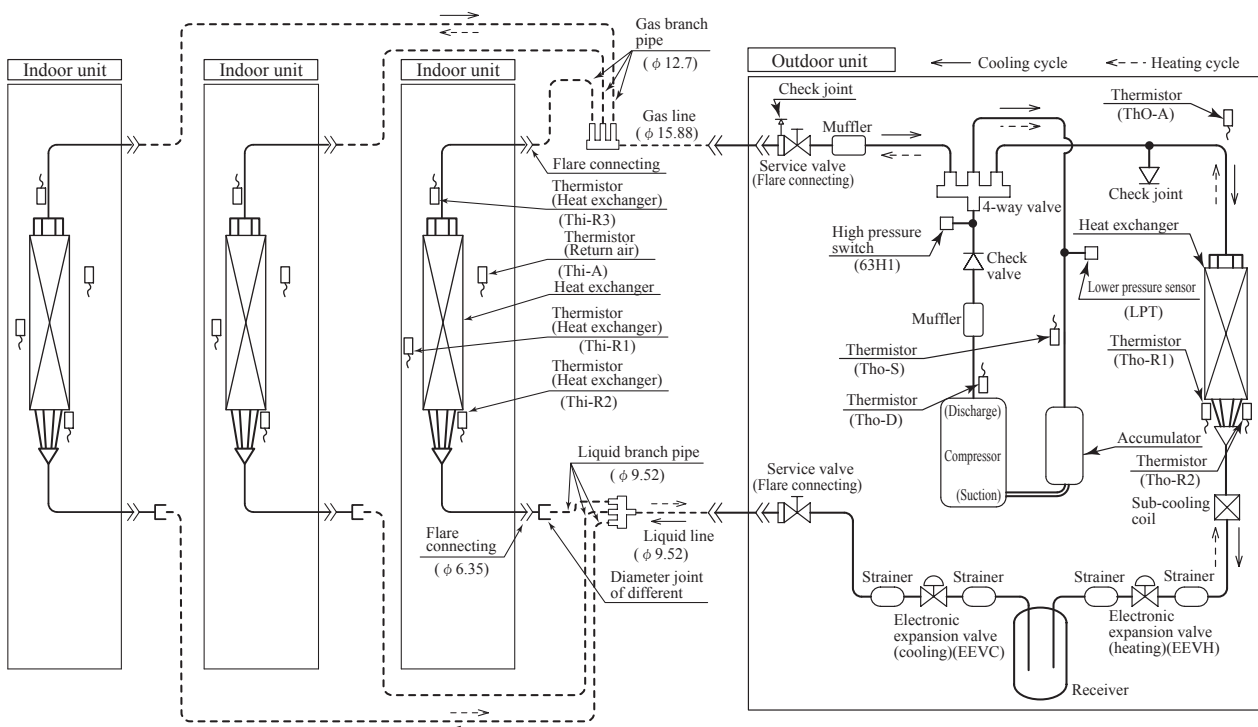 Gas branch
pipe
( φ 12.7)
Indoor unit
Indoor unit
Indoor unit
Outdoor unit
Cooling cycle
Heating cycle
Check joint
Thermistor
(ThO-A)
Gas line
( φ 15.88)
Muffler
Service valve
(Flare connecting)
Flare connecting
Thermistor
(Heat exchanger)
(Thi-R3)
Thermistor
(Return air)
(Thi-A)
Heat exchanger
Thermistor
(Heat exchanger)
(Thi-R1)
Thermistor
(Heat exchanger)
(Thi-R2)
4-way valve
Check joint
High pressure
switch
(63H1)
Check
valve
Heat exchanger
Lower pressure sensor
(LPT)
Muffler
Thermistor
(Tho-S)
Thermistor
(Tho-R1)
Thermistor
(Tho-D)
(Discharge)
Compressor
(Suction)
Accumulator
Thermistor
(Tho-R2)
Sub-cooling
coil
Liquid branch pipe
( φ 9.52)
Service valve
(Flare connecting)
Liquid line
( φ 9.52)
Flare
connecting
( φ 6.35)
Diameter joint
of different
Strainer
Strainer
Strainer
Strainer
Electronic
expansion valve
(cooling)(EEVC)
Electronic
expansion valve
(heating)(EEVH)
Receiver